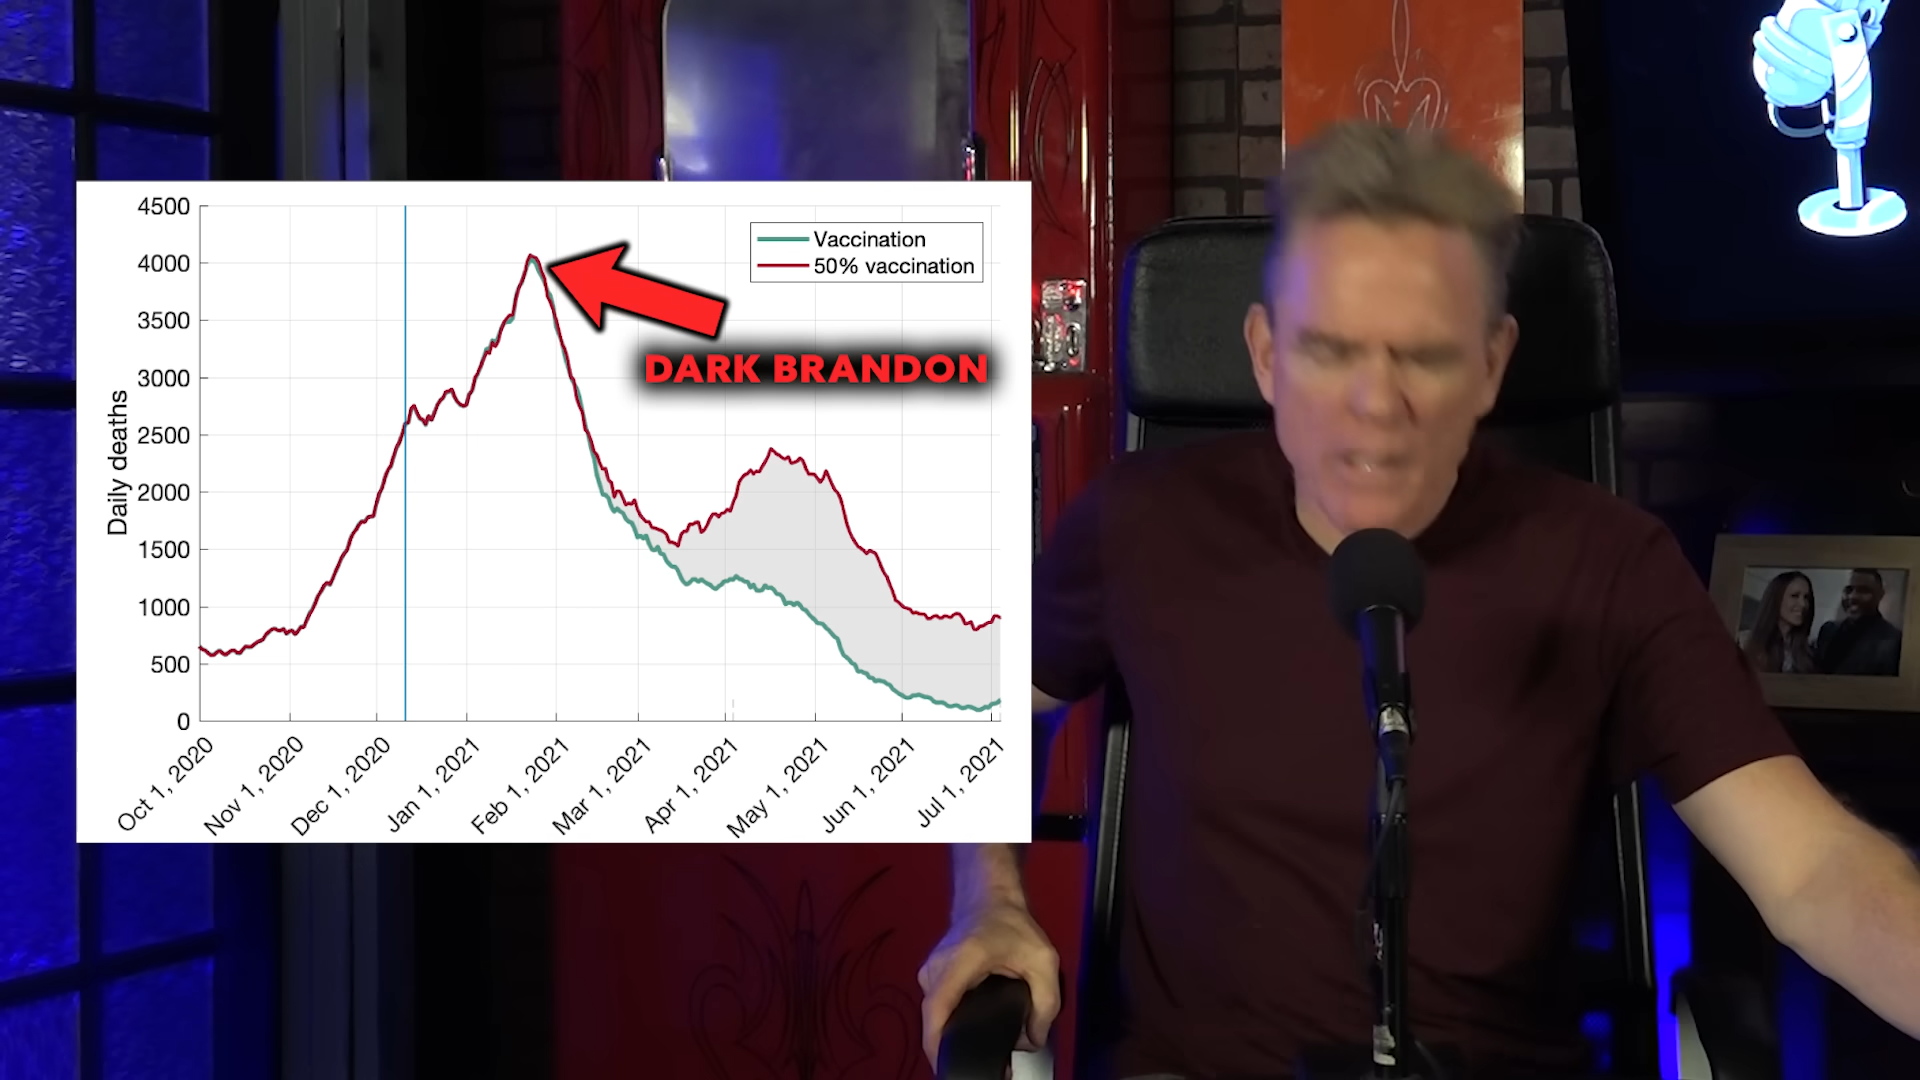 4500
4000
3500
3000
2500
2000
1500
1000
500
0
Daily deaths
Vaccination
50% vaccination
DARK BRANDON
Oct 1, 2020
Nov 1, 2020
Dec 1, 2020
Jan 1, 2021
Feb 1, 2021
Mar 1, 2021
Apr 1, 2021
May 1, 2021
Jun 1, 2021
Jul 1, 2021